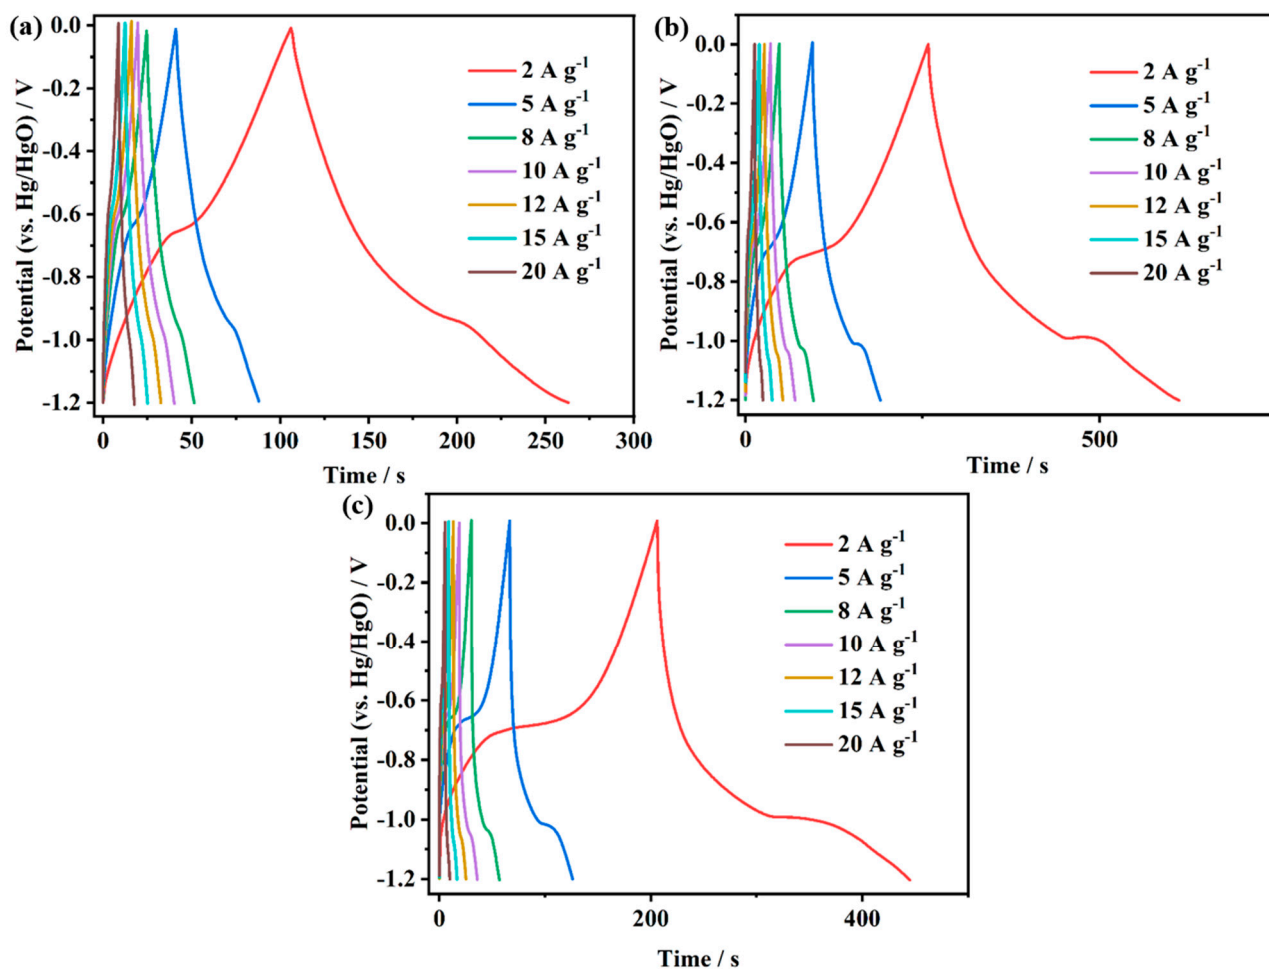 (a)
Potential (vs. Hg/HgO) / V
0.0
-0.2
-0.4
-0.6
-0.8
-1.0
-1.2
2 A g⁻¹
5 A g⁻¹
8 A g⁻¹
10 A g⁻¹
12 A g⁻¹
15 A g⁻¹
20 A g⁻¹
0 50 100 150 200 250 300
Time / s
(b)
Potential (vs. Hg/HgO) / V
0.0
-0.2
-0.4
-0.6
-0.8
-1.0
-1.2
2 A g⁻¹
5 A g⁻¹
8 A g⁻¹
10 A g⁻¹
12 A g⁻¹
15 A g⁻¹
20 A g⁻¹
0 500
Time / s
(c)
Potential (vs. Hg/HgO) / V
0.0
-0.2
-0.4
-0.6
-0.8
-1.0
-1.2
2 A g⁻¹
5 A g⁻¹
8 A g⁻¹
10 A g⁻¹
12 A g⁻¹
15 A g⁻¹
20 A g⁻¹
0 200 400
Time / s